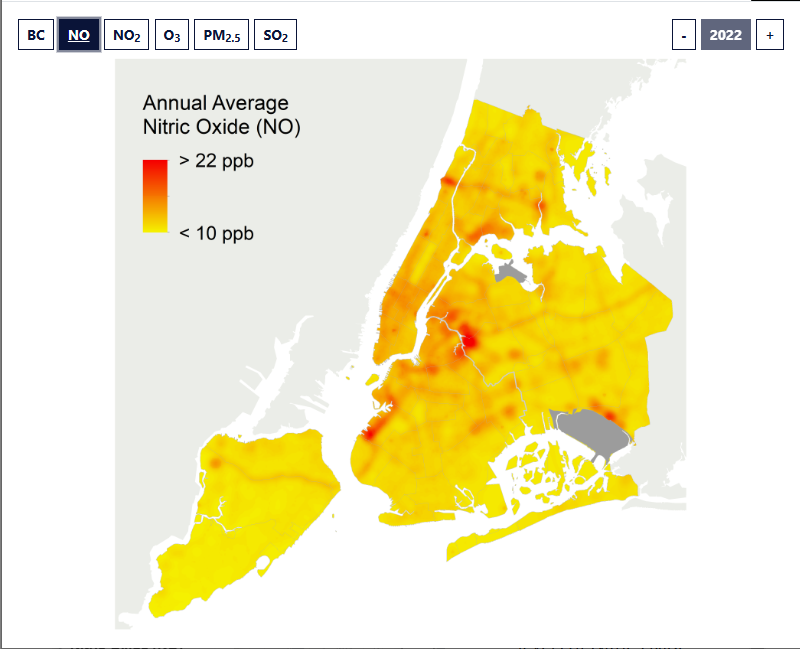 BC NO NO₂ O₃ PM₂.₅ SO₂ - 2022 +
Annual Average
Nitric Oxide (NO)
> 22 ppb
< 10 ppb